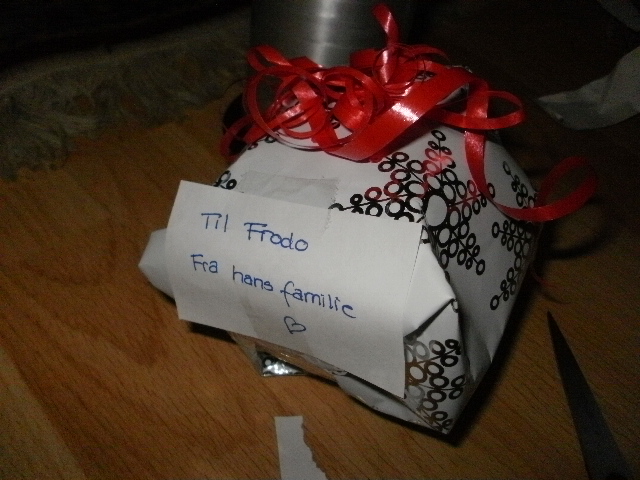 Til Frodo
Fra hans familie
♡